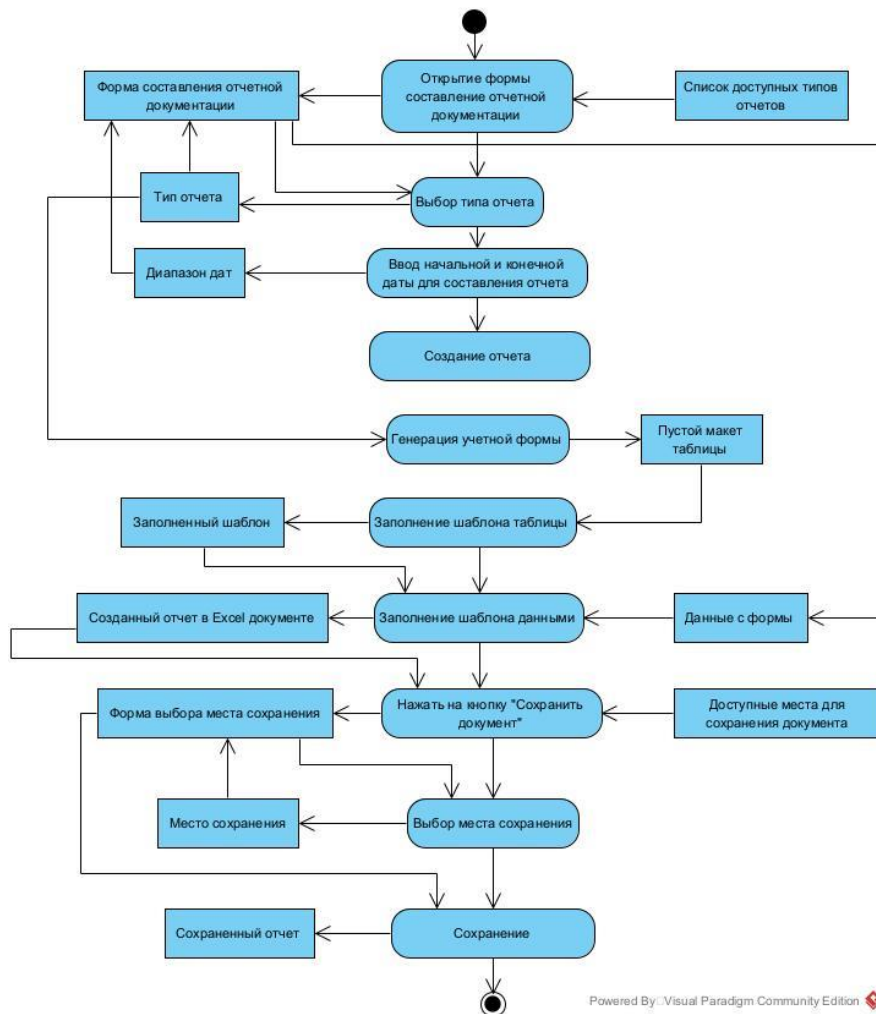 Открытие формы
составление отчетной
документации
Форма составления отчетной
документации
Список доступных типов
отчетов
Тип отчета
Выбор типа отчета
Диапазон дат
Ввод начальной и конечной
даты для составления отчета
Создание отчета
Генерация учетной формы
Пустой макет
таблицы
Заполненный шаблон
Заполнение шаблона таблицы
Созданный отчет в Excel документе
Заполнение шаблона данными
Данные с формы
Форма выбора места сохранения
Нажать на кнопку "Сохранить
документ"
Доступные места для
сохранения документа
Место сохранения
Выбор места сохранения
Сохраненный отчет
Сохранение
Powered By Visual Paradigm Community Edition